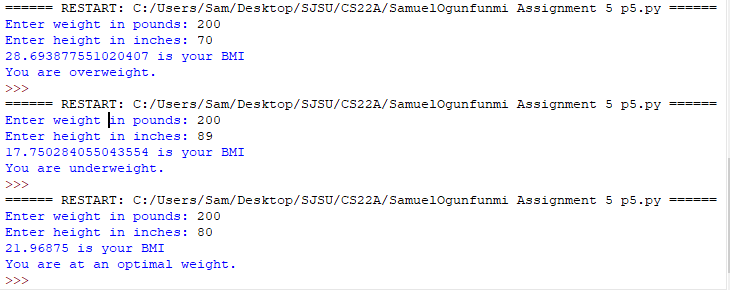 ====== RESTART: C:/Users/Sam/Desktop/SJSU/CS22A/SamuelOgunfunmi Assignment 5 p5.py ======
Enter weight in pounds: 200
Enter height in inches: 70
28.693877551020407 is your BMI
You are overweight.
>>>
====== RESTART: C:/Users/Sam/Desktop/SJSU/CS22A/SamuelOgunfunmi Assignment 5 p5.py ======
Enter weight in pounds: 200
Enter height in inches: 89
17.750284055043554 is your BMI
You are underweight.
>>>
====== RESTART: C:/Users/Sam/Desktop/SJSU/CS22A/SamuelOgunfunmi Assignment 5 p5.py ======
Enter weight in pounds: 200
Enter height in inches: 80
21.96875 is your BMI
You are at an optimal weight.
>>>